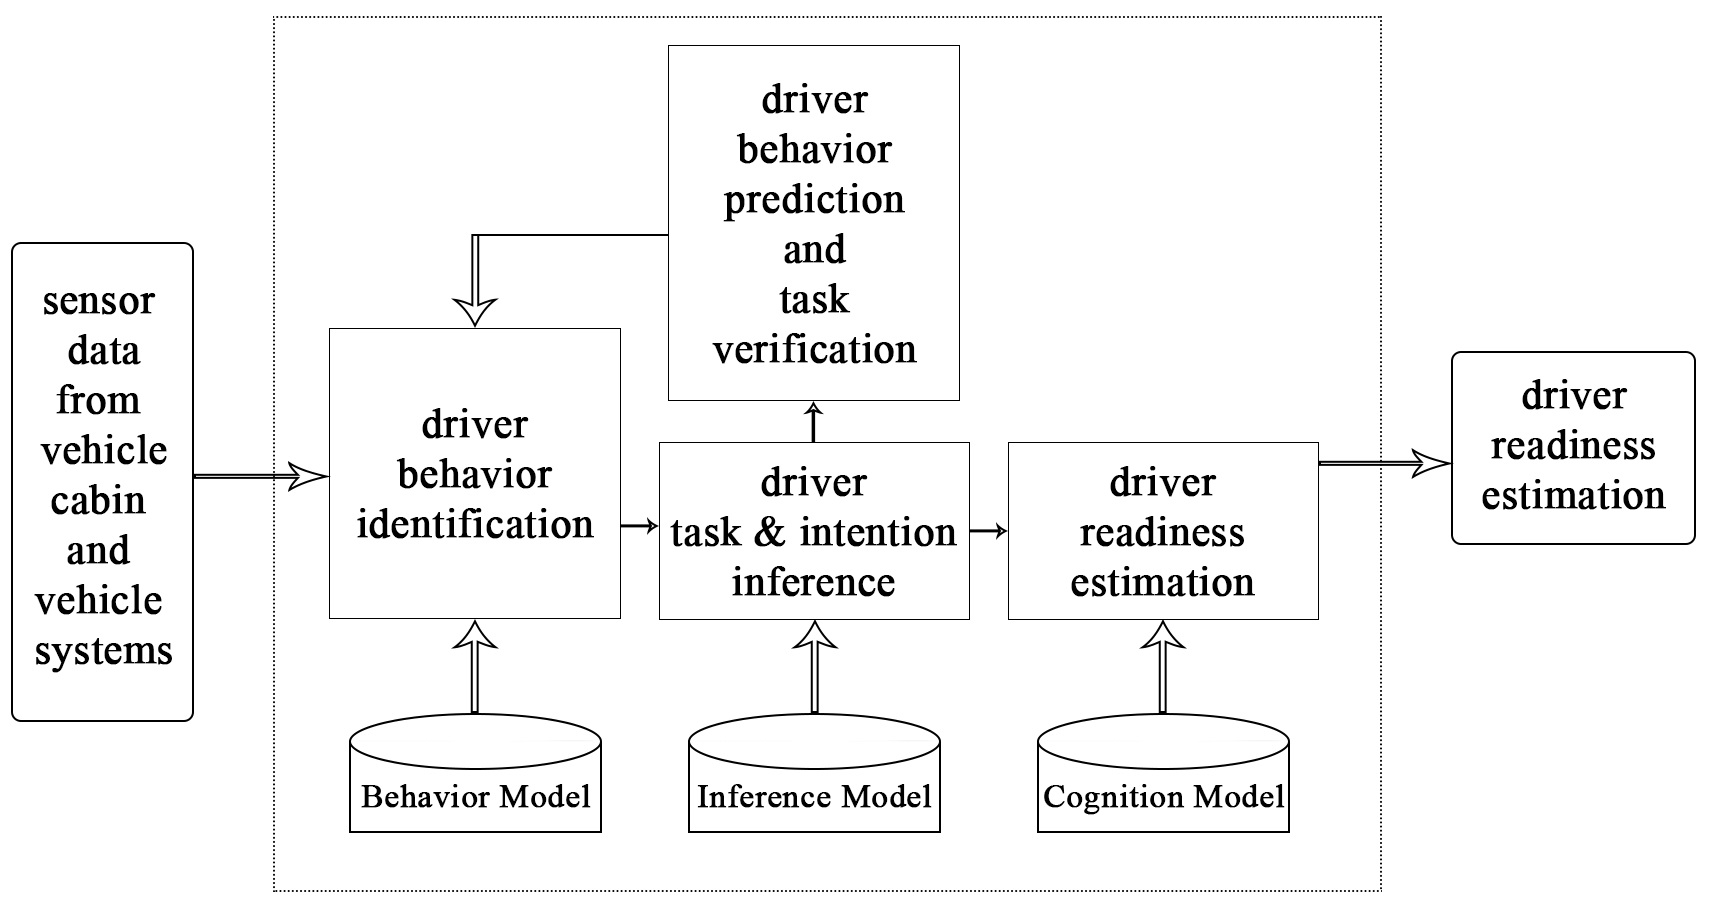 sensor
data
from
vehicle
cabin
and
vehicle
systems
driver
behavior
prediction
and
task
verification
driver
behavior
identification
driver
task & intention
inference
driver
readiness
estimation
driver
readiness
estimation
Behavior Model
Inference Model
Cognition Model